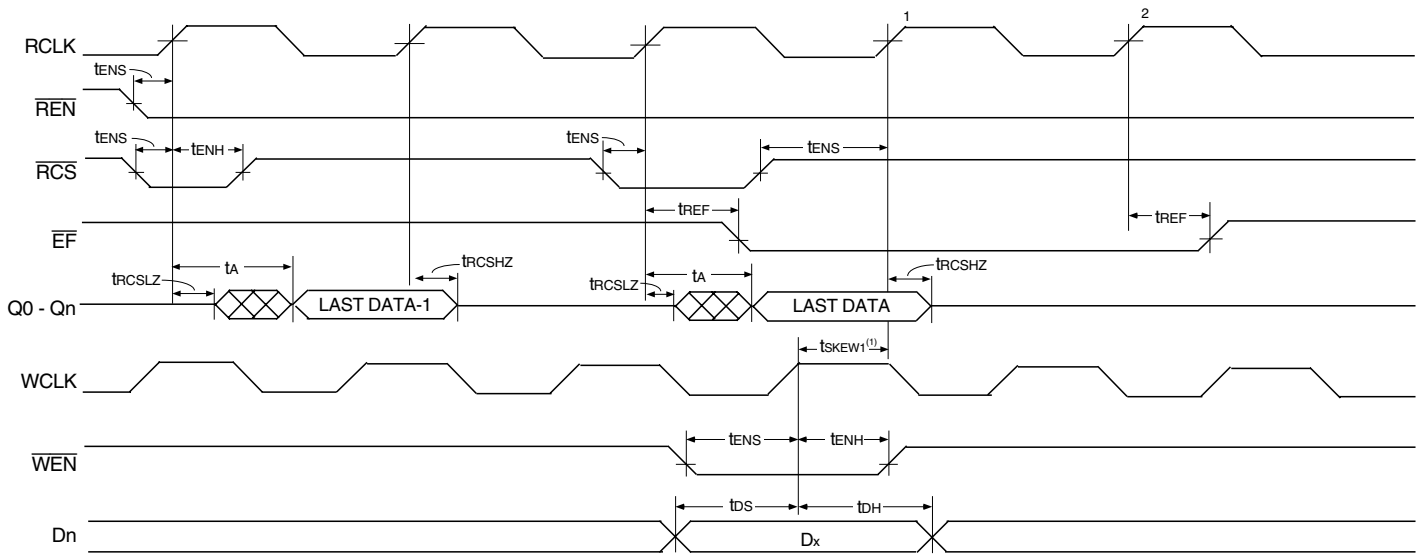 1 2
RCLK
tENS
REN
tENS tENH tENS tENS
RCS
tREF tREF
EF
tA tRCSHZ tA tRCSHZ
tRCSLZ tRCSLZ
Q0 - Qn LAST DATA-1 LAST DATA
tSKEW1(1)
WCLK
tENS tENH
WEN
tDS tDH
Dn Dx